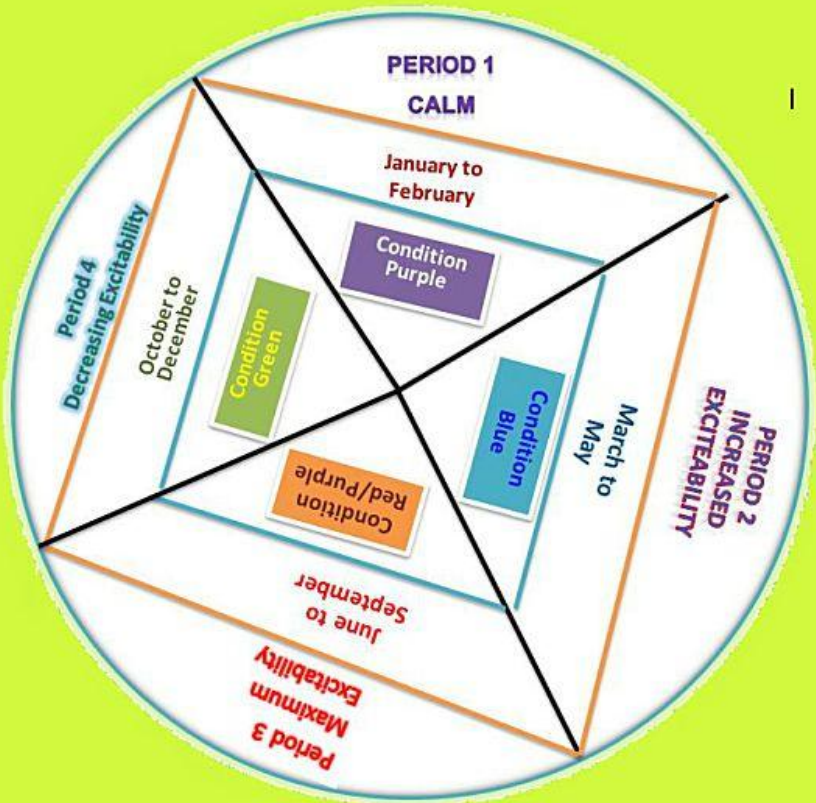 PERIOD 1
CALM
January to
February
Condition
Purple
PERIOD 2
INCREASED
EXCITEABILITY
March to
May
Condition
Blue
Period 3
Maximum
Excitability
June to
September
Condition
Red/Purple
Period 4
Decreasing Excitability
October to
December
Condition
Green